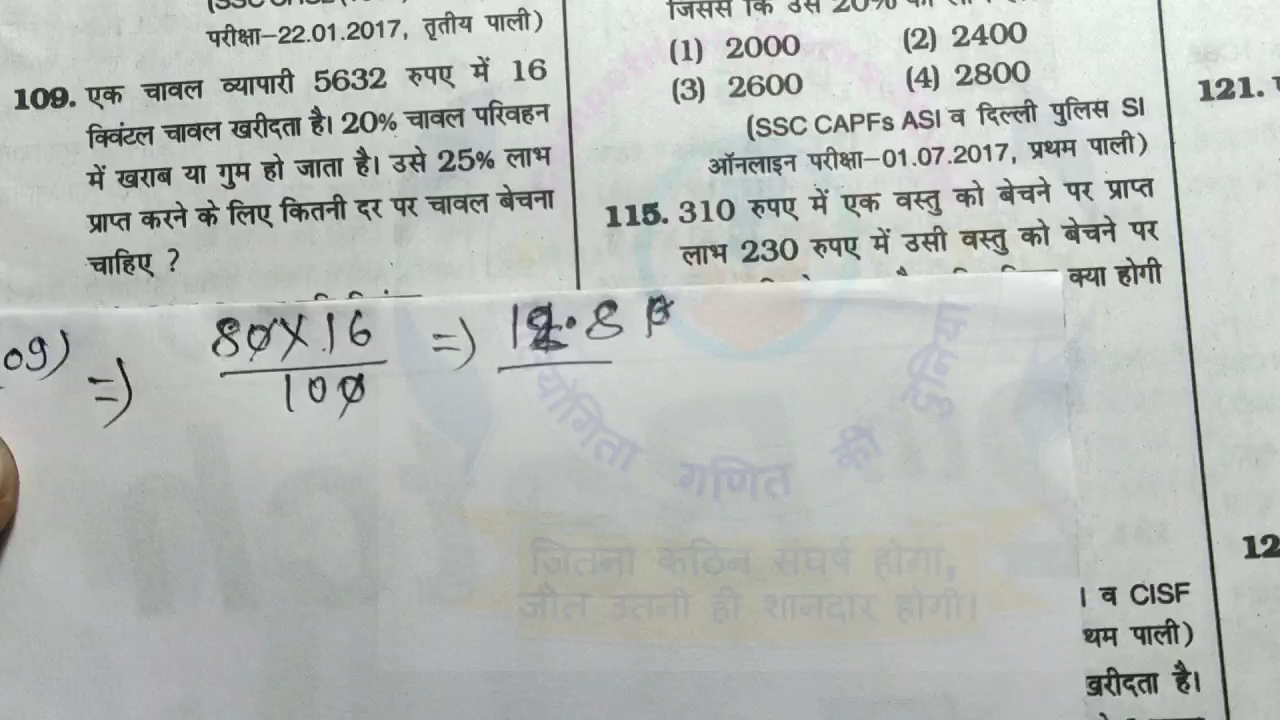 परीक्षा–22.01.2017, तृतीय पाली)
109. एक चावल व्यापारी 5632 रुपए में 16
क्विंटल चावल खरीदता है। 20% चावल परिवहन
में खराब या गुम हो जाता है। उसे 25% लाभ
प्राप्त करने के लिए कितनी दर पर चावल बेचना
चाहिए ?
(1) 2000 (2) 2400
(3) 2600 (4) 2800
(SSC CAPFs ASI व दिल्ली पुलिस SI
ऑनलाइन परीक्षा–01.07.2017, प्रथम पाली)
115. 310 रुपए में एक वस्तु को बेचने पर प्राप्त
लाभ 230 रुपए में उसी वस्तु को बेचने पर
क्या होगी
121.
09) => 80×16 => 12.8
100
योगिता गणित की दुनिया
जितना कठिन संघर्ष होगा,
जीत उतनी ही शानदार होगी।
12
। व CISF
थम पाली)
खरीदता है।